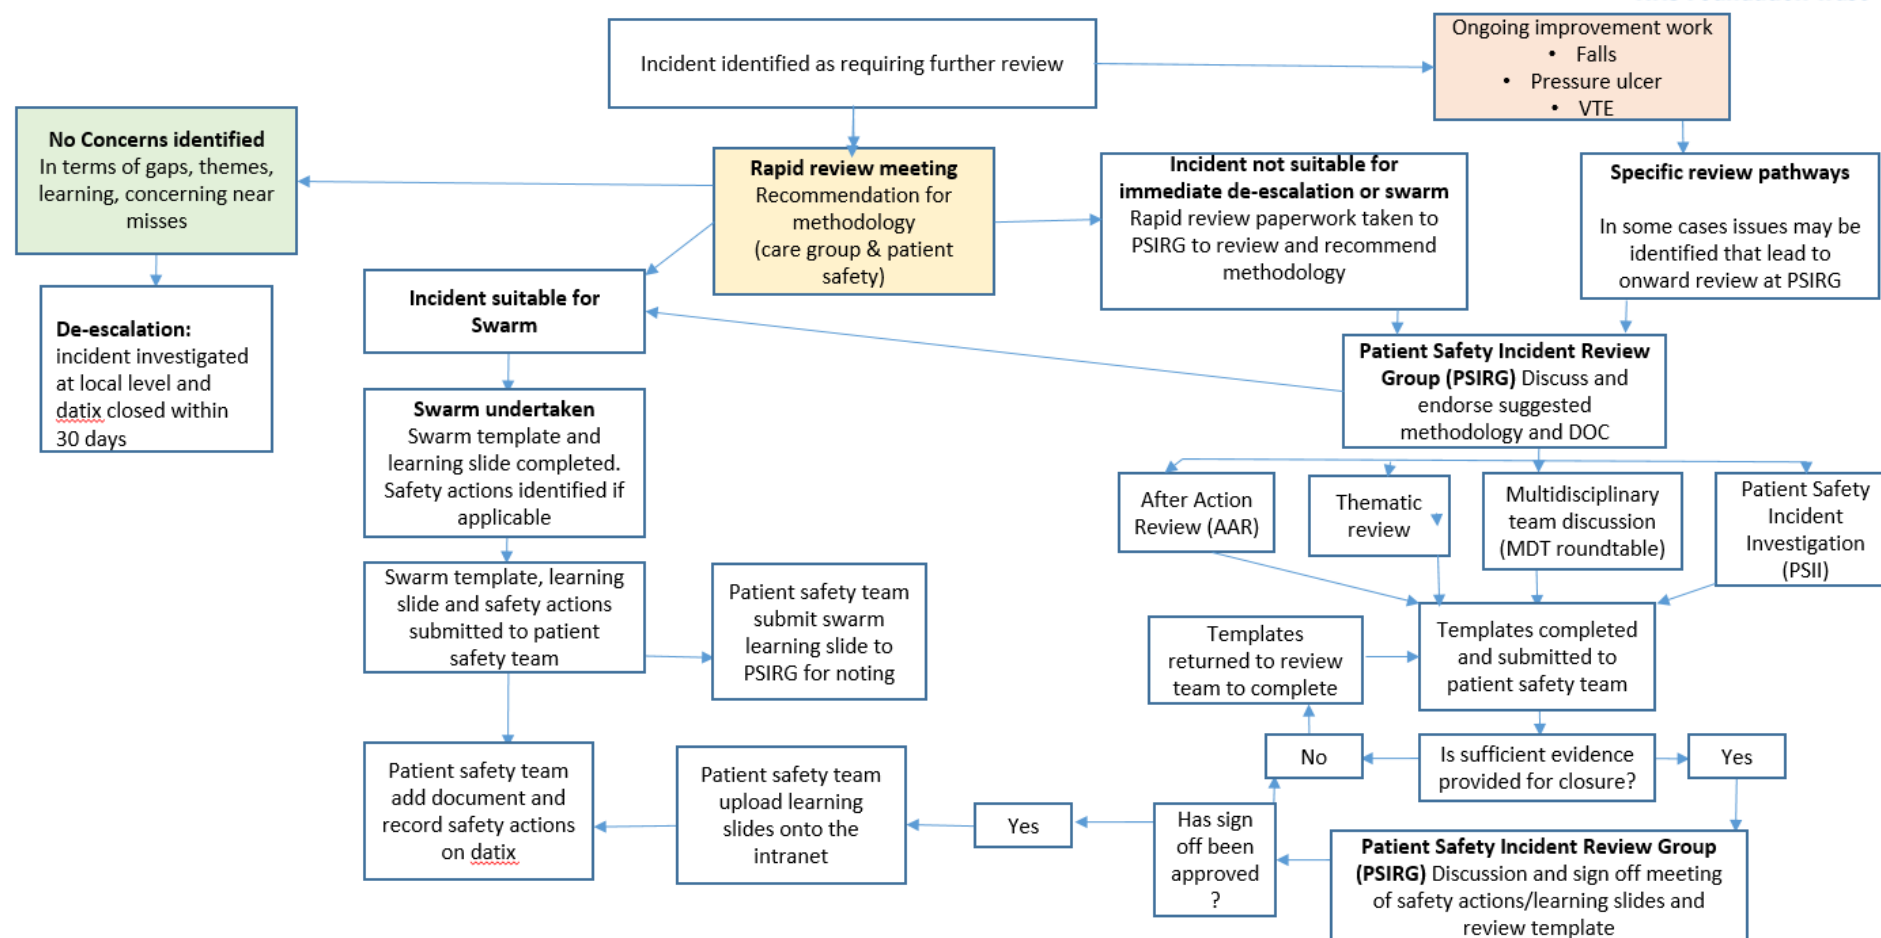 Incident identified as requiring further review
Ongoing improvement work
• Falls
• Pressure ulcer
• VTE
No Concerns identified
In terms of gaps, themes,
learning, concerning near
misses
Rapid review meeting
Recommendation for
methodology
(care group & patient
safety)
Incident not suitable for
immediate de-escalation or swarm
Rapid review paperwork taken to
PSIRG to review and recommend
methodology
Specific review pathways
In some cases issues may be
identified that lead to
onward review at PSIRG
De-escalation:
incident investigated
at local level and
datix closed within
30 days
Incident suitable for
Swarm
Patient Safety Incident Review
Group (PSIRG) Discuss and
endorse suggested
methodology and DOC
Swarm undertaken
Swarm template and
learning slide completed.
Safety actions identified if
applicable
After Action
Review (AAR)
Thematic
review
Multidisciplinary
team discussion
(MDT roundtable)
Patient Safety
Incident
Investigation
(PSII)
Swarm template, learning
slide and safety actions
submitted to patient
safety team
Patient safety team
submit swarm
learning slide to
PSIRG for noting
Templates
returned to review
team to complete
Templates completed
and submitted to
patient safety team
No
Is sufficient evidence
provided for closure?
Yes
Patient safety team
add document and
record safety actions
on datix
Patient safety team
upload learning
slides onto the
intranet
Yes
Has sign
off been
approved
?
Patient Safety Incident Review Group
(PSIRG) Discussion and sign off meeting
of safety actions/learning slides and
review template